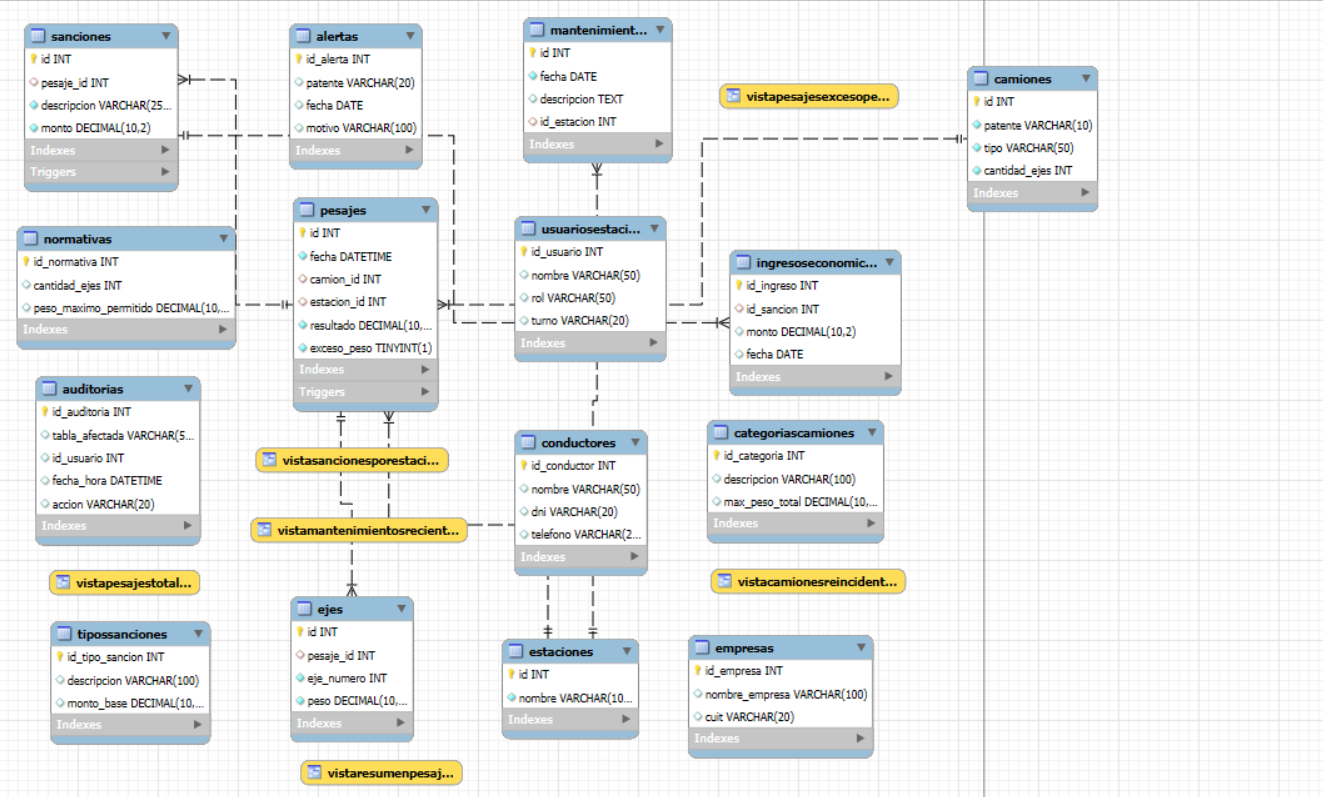 sanciones
id INT
pesaje_id INT
descripcion VARCHAR(25...
monto DECIMAL(10,2)
Indexes
Triggers
alertas
id_alerta INT
patente VARCHAR(20)
fecha DATE
motivo VARCHAR(100)
Indexes
mantenimient...
id INT
fecha DATE
descripcion TEXT
id_estacion INT
Indexes
vistapesajesexcesope...
camiones
id INT
patente VARCHAR(10)
tipo VARCHAR(50)
cantidad_ejes INT
Indexes
normativas
id_normativa INT
cantidad_ejes INT
peso_maximo_permitido DECIMAL(10,...
Indexes
pesajes
id INT
fecha DATETIME
camion_id INT
estacion_id INT
resultado DECIMAL(10,...
exceso_peso TINYINT(1)
Indexes
Triggers
usuariosestaci...
id_usuario INT
nombre VARCHAR(50)
rol VARCHAR(50)
turno VARCHAR(20)
Indexes
ingresoseconomic...
id_ingreso INT
id_sancion INT
monto DECIMAL(10,2)
fecha DATE
Indexes
auditorias
id_auditoria INT
tabla_afectada VARCHAR(5...
id_usuario INT
fecha_hora DATETIME
accion VARCHAR(20)
Indexes
vistasancionesporestaci...
vistamantenimientosrecient...
conductores
id_conductor INT
nombre VARCHAR(50)
dni VARCHAR(20)
telefono VARCHAR(2...
Indexes
categoriascamiones
id_categoria INT
descripcion VARCHAR(100)
max_peso_total DECIMAL(10,...
Indexes
vistapesajestotal...
vistacamionesreincident...
tipossanciones
id_tipo_sancion INT
descripcion VARCHAR(100)
monto_base DECIMAL(10,...
Indexes
ejes
id INT
pesaje_id INT
eje_numero INT
peso DECIMAL(10,...
Indexes
estaciones
id INT
nombre VARCHAR(10...
Indexes
empresas
id_empresa INT
nombre_empresa VARCHAR(100)
cuit VARCHAR(20)
Indexes
vistaresumenpesaj...